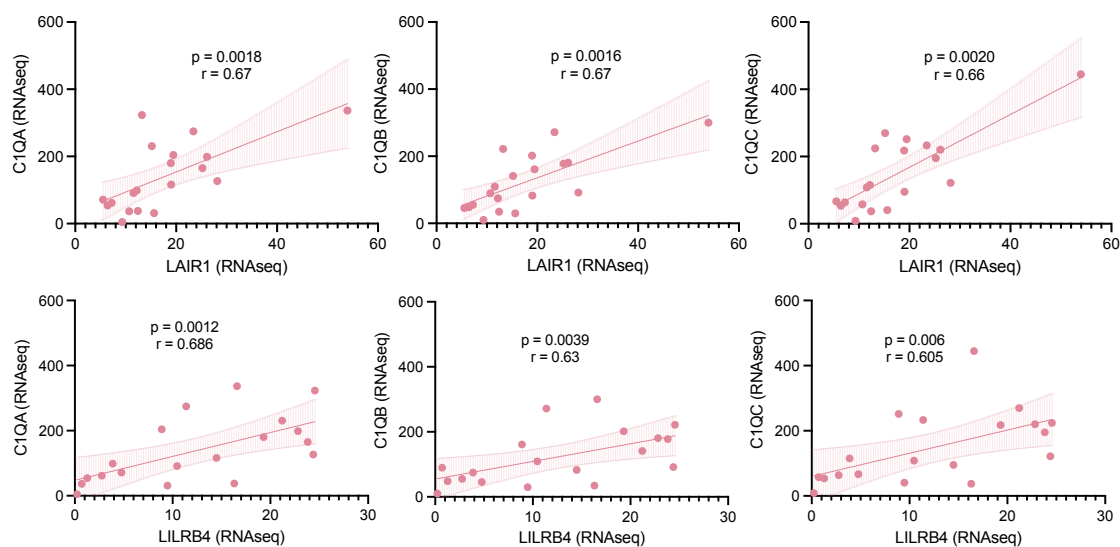 600
400
200
0
C1QA (RNAseq)
p = 0.0018
r = 0.67
0 20 40 60
LAIR1 (RNAseq)
600
400
200
0
C1QB (RNAseq)
p = 0.0016
r = 0.67
0 20 40 60
LAIR1 (RNAseq)
600
400
200
0
C1QC (RNAseq)
p = 0.0020
r = 0.66
0 20 40 60
LAIR1 (RNAseq)
600
400
200
0
C1QA (RNAseq)
p = 0.0012
r = 0.686
0 10 20 30
LILRB4 (RNAseq)
600
400
200
0
C1QB (RNAseq)
p = 0.0039
r = 0.63
0 10 20 30
LILRB4 (RNAseq)
600
400
200
0
C1QC (RNAseq)
p = 0.006
r = 0.605
0 10 20 30
LILRB4 (RNAseq)